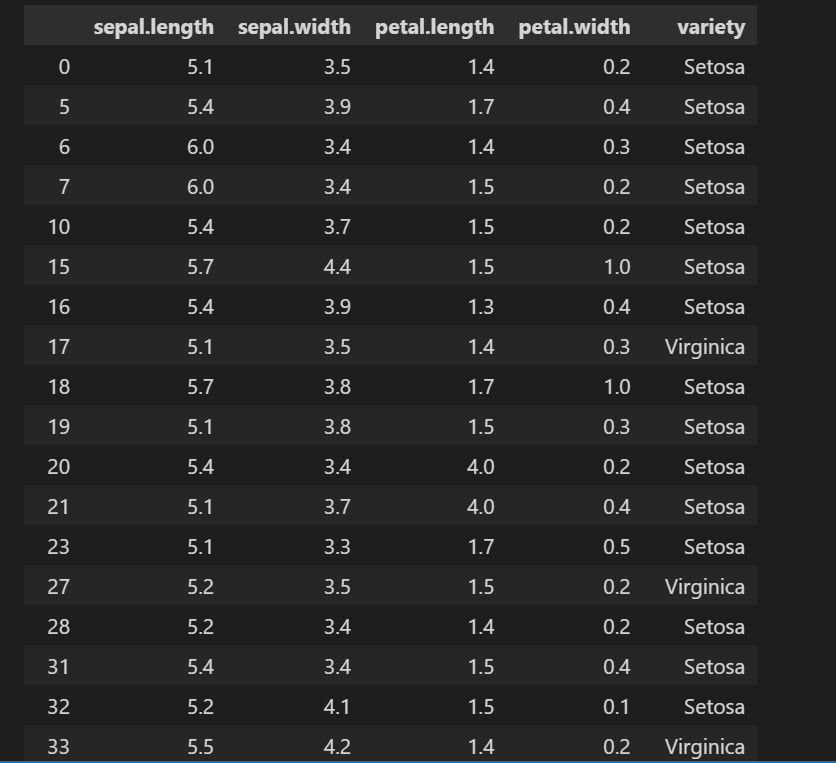 sepal.length sepal.width petal.length petal.width variety
0 5.1 3.5 1.4 0.2 Setosa
5 5.4 3.9 1.7 0.4 Setosa
6 6.0 3.4 1.4 0.3 Setosa
7 6.0 3.4 1.5 0.2 Setosa
10 5.4 3.7 1.5 0.2 Setosa
15 5.7 4.4 1.5 1.0 Setosa
16 5.4 3.9 1.3 0.4 Setosa
17 5.1 3.5 1.4 0.3 Virginica
18 5.7 3.8 1.7 1.0 Setosa
19 5.1 3.8 1.5 0.3 Setosa
20 5.4 3.4 4.0 0.2 Setosa
21 5.1 3.7 4.0 0.4 Setosa
23 5.1 3.3 1.7 0.5 Setosa
27 5.2 3.5 1.5 0.2 Virginica
28 5.2 3.4 1.4 0.2 Setosa
31 5.4 3.4 1.5 0.4 Setosa
32 5.2 4.1 1.5 0.1 Setosa
33 5.5 4.2 1.4 0.2 Virginica